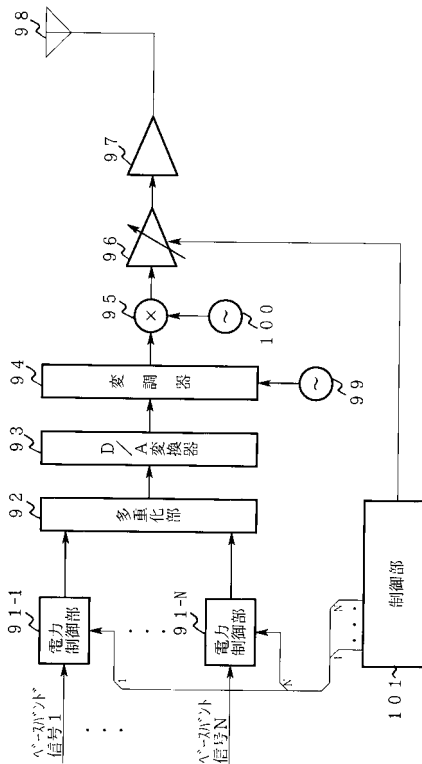 98
97
96
95
100
94
変調器
99
93
D/A変換器
92
多重化部
91-1
電力
制御部
91-N
電力
制御部
ベースバンド
信号1
ベースバンド
信号N
1
N
1
N
制御部
101